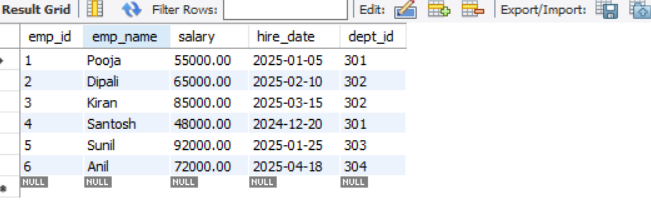 Result Grid Filter Rows: Edit: Export/Import:
emp_id emp_name salary hire_date dept_id
1 Pooja 55000.00 2025-01-05 301
2 Dipali 65000.00 2025-02-10 302
3 Kiran 85000.00 2025-03-15 302
4 Santosh 48000.00 2024-12-20 301
5 Sunil 92000.00 2025-01-25 303
6 Anil 72000.00 2025-04-18 304
NULL NULL NULL NULL NULL